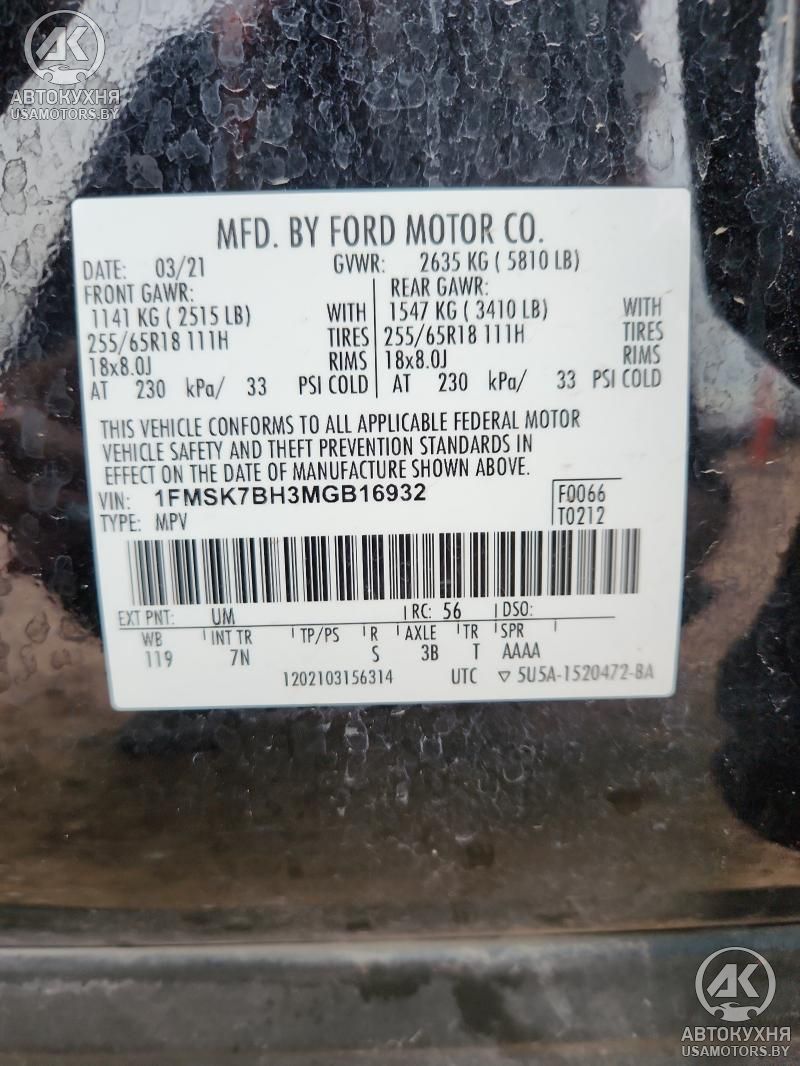 AK
АВТОКУХНЯ
USAMOTORS.BY
MFD. BY FORD MOTOR CO.
DATE: 03/21 GVWR: 2635 KG ( 5810 LB)
FRONT GAWR: REAR GAWR:
1141 KG ( 2515 LB) WITH 1547 KG ( 3410 LB) WITH
255/65R18 111H TIRES 255/65R18 111H TIRES
18x8.0J RIMS 18x8.0J RIMS
AT 230 kPa/ 33 PSI COLD AT 230 kPa/ 33 PSI COLD
THIS VEHICLE CONFORMS TO ALL APPLICABLE FEDERAL MOTOR
VEHICLE SAFETY AND THEFT PREVENTION STANDARDS IN
EFFECT ON THE DATE OF MANUFACTURE SHOWN ABOVE.
VIN: 1FMSK7BH3MGB16932 F0066
TYPE: MPV T0212
EXT PNT: UM RC: 56 DSO:
WB INT TR TP/PS R AXLE TR SPR
119 7N S 3B T AAAA
1202103156314 UTC ▽ 5U5A-1520472-BA
AK
АВТОКУХНЯ
USAMOTORS.BY